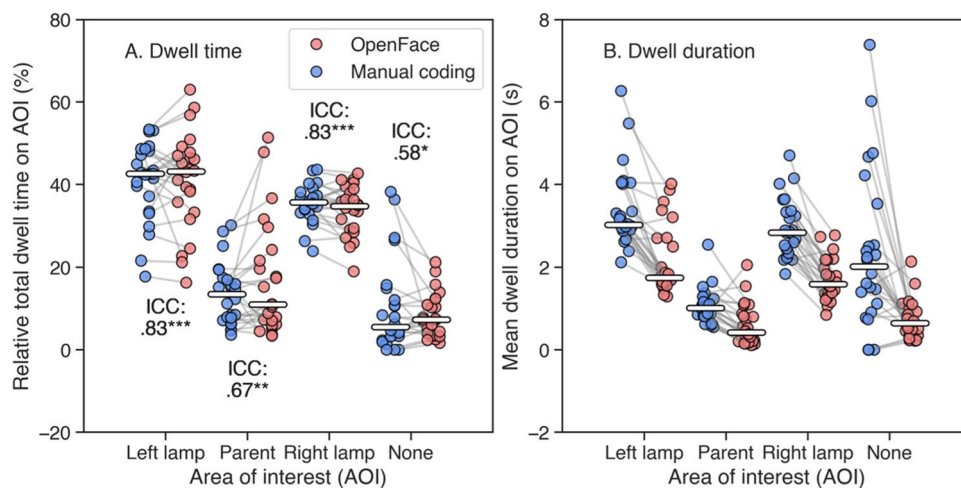 A. Dwell time
OpenFace
Manual coding
Relative total dwell time on AOI (%)
80
60
40
20
0
−20
ICC:
.83***
ICC:
.67**
ICC:
.83***
ICC:
.58*
Left lamp
Parent
Right lamp
None
Area of interest (AOI)
B. Dwell duration
Mean dwell duration on AOI (s)
8
6
4
2
0
−2
Left lamp
Parent
Right lamp
None
Area of interest (AOI)